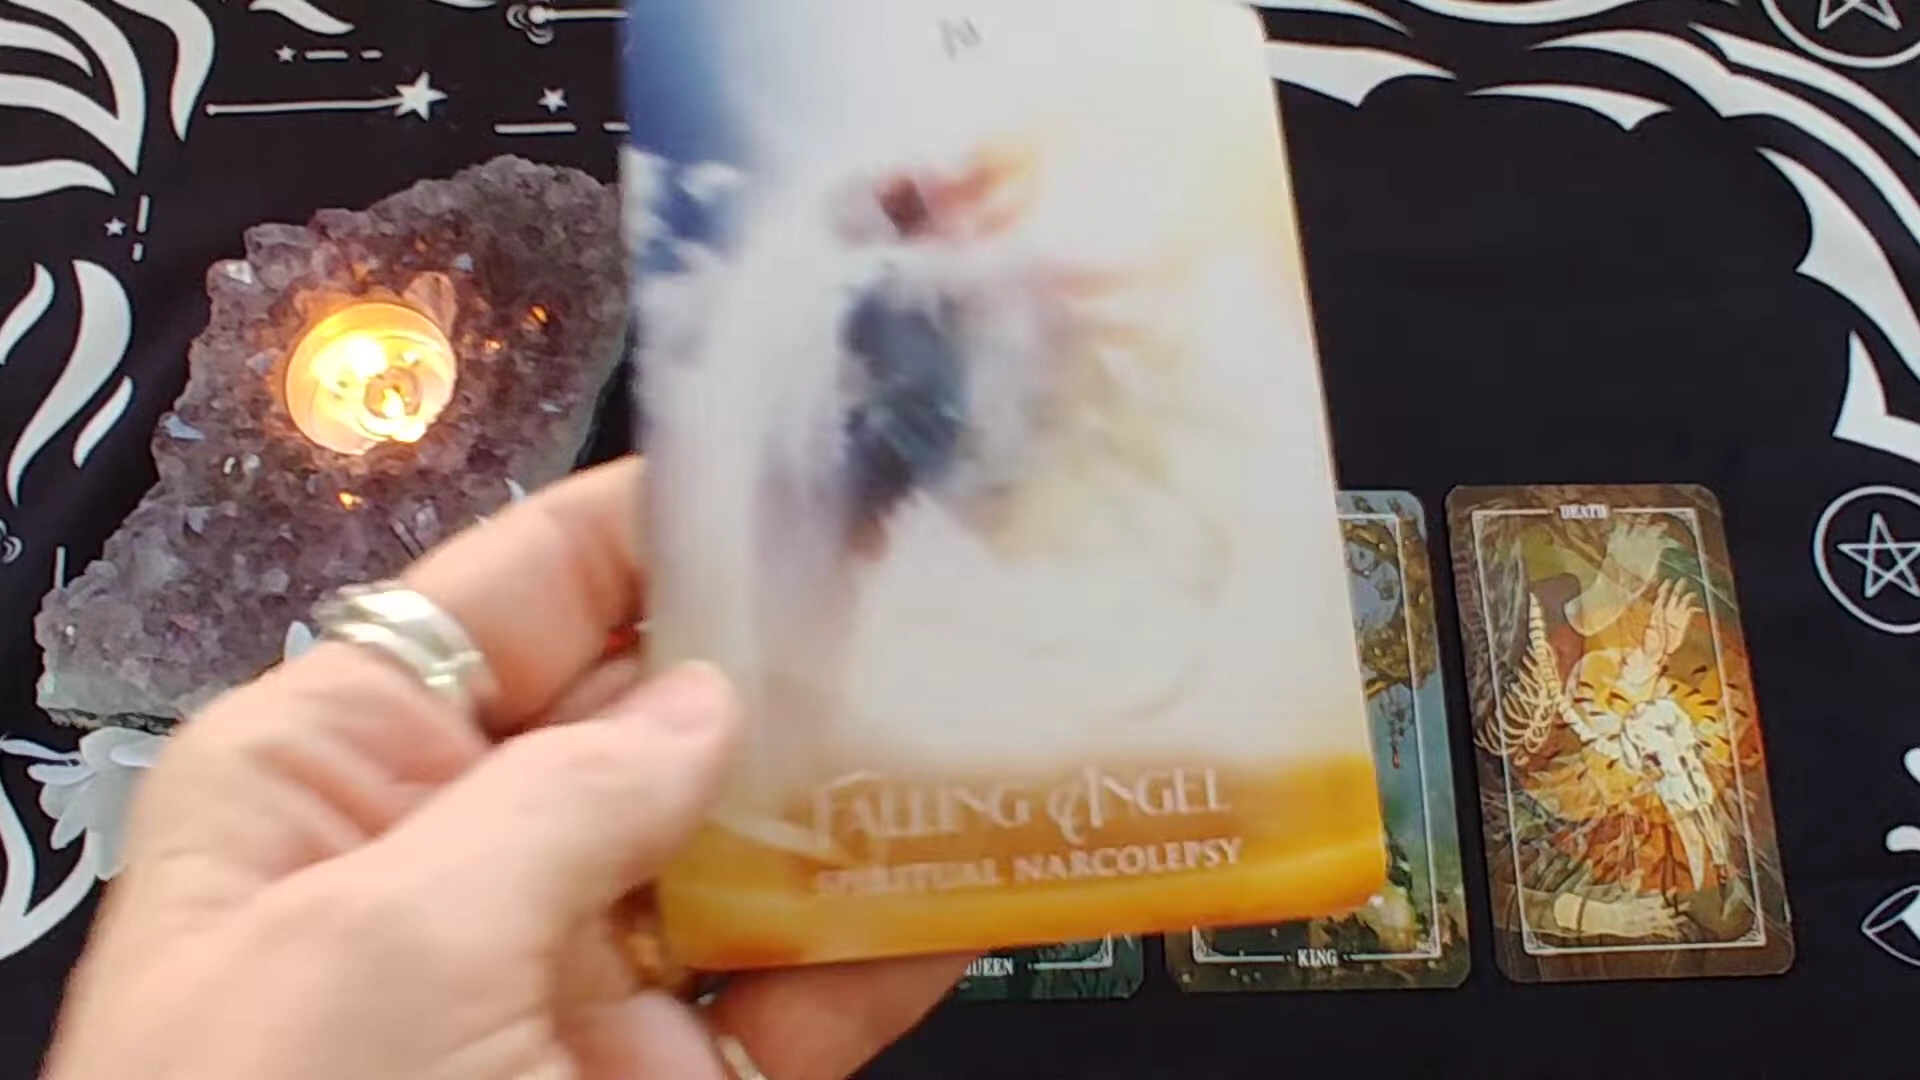 FALLING ANGEL
SPIRITUAL NARCOLEPSY
DEATH
QUEEN
KING